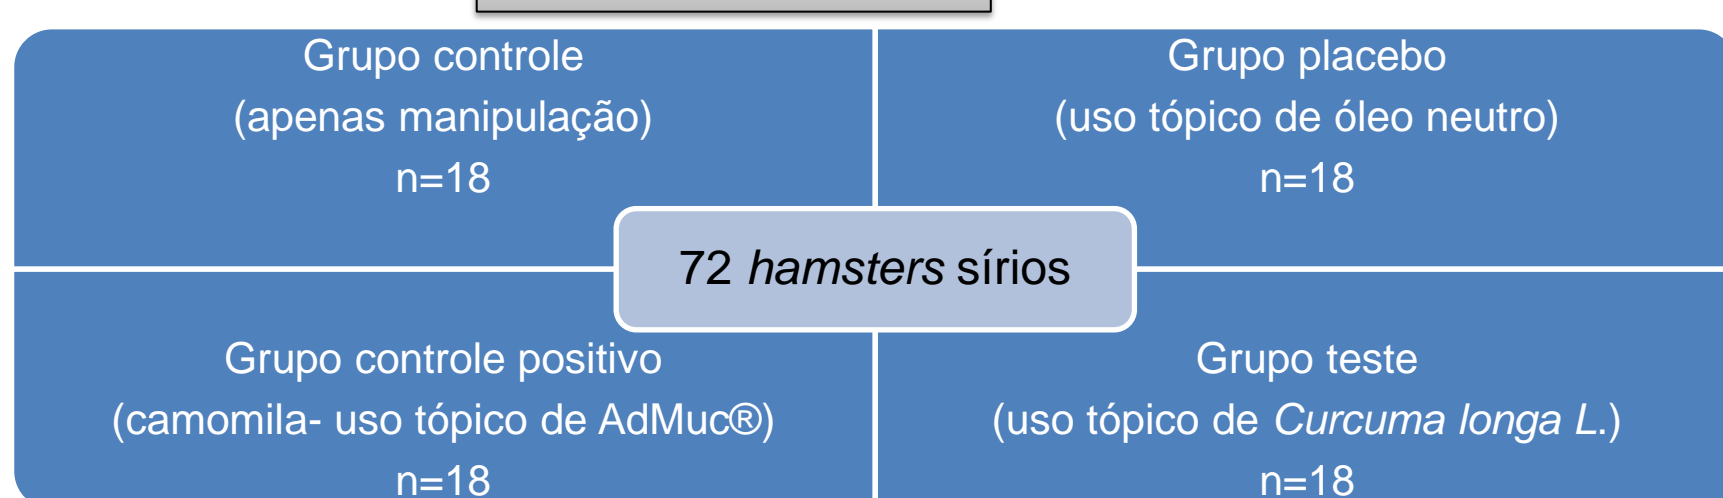 Grupo controle
(apenas manipulação)
n=18
Grupo placebo
(uso tópico de óleo neutro)
n=18
72 hamsters sírios
Grupo controle positivo
(camomila- uso tópico de AdMuc®)
n=18
Grupo teste
(uso tópico de Curcuma longa L.)
n=18